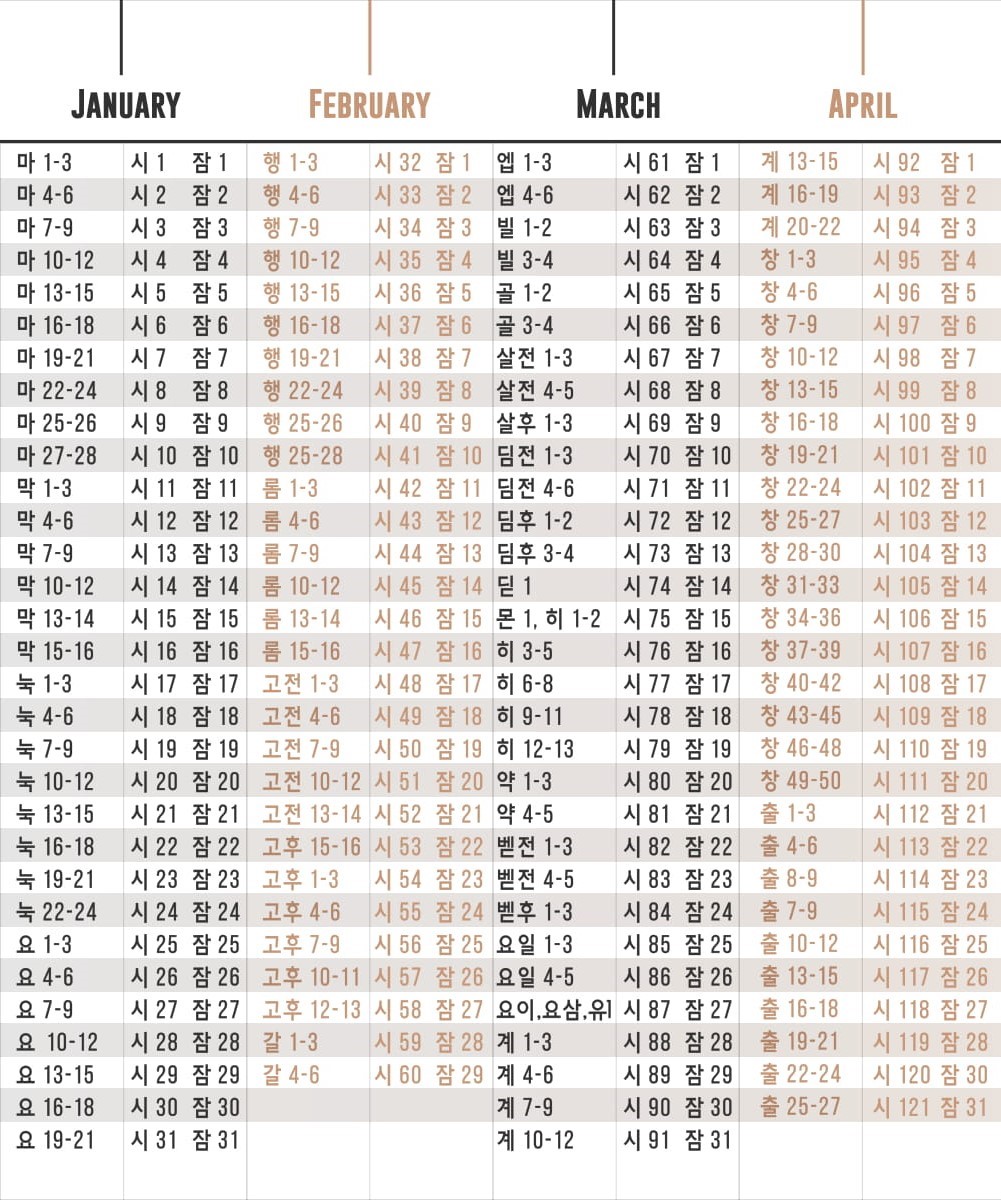 JANUARY FEBRUARY MARCH APRIL
마 1-3 시 1 잠 1 행 1-3 시 32 잠 1 엡 1-3 시 61 잠 1 계 13-15 시 92 잠 1
마 4-6 시 2 잠 2 행 4-6 시 33 잠 2 엡 4-6 시 62 잠 2 계 16-19 시 93 잠 2
마 7-9 시 3 잠 3 행 7-9 시 34 잠 3 빌 1-2 시 63 잠 3 계 20-22 시 94 잠 3
마 10-12 시 4 잠 4 행 10-12 시 35 잠 4 빌 3-4 시 64 잠 4 창 1-3 시 95 잠 4
마 13-15 시 5 잠 5 행 13-15 시 36 잠 5 골 1-2 시 65 잠 5 창 4-6 시 96 잠 5
마 16-18 시 6 잠 6 행 16-18 시 37 잠 6 골 3-4 시 66 잠 6 창 7-9 시 97 잠 6
마 19-21 시 7 잠 7 행 19-21 시 38 잠 7 살전 1-3 시 67 잠 7 창 10-12 시 98 잠 7
마 22-24 시 8 잠 8 행 22-24 시 39 잠 8 살전 4-5 시 68 잠 8 창 13-15 시 99 잠 8
마 25-26 시 9 잠 9 행 25-26 시 40 잠 9 살후 1-3 시 69 잠 9 창 16-18 시 100 잠 9
마 27-28 시 10 잠 10 행 25-28 시 41 잠 10 딤전 1-3 시 70 잠 10 창 19-21 시 101 잠 10
막 1-3 시 11 잠 11 롬 1-3 시 42 잠 11 딤전 4-6 시 71 잠 11 창 22-24 시 102 잠 11
막 4-6 시 12 잠 12 롬 4-6 시 43 잠 12 딤후 1-2 시 72 잠 12 창 25-27 시 103 잠 12
막 7-9 시 13 잠 13 롬 7-9 시 44 잠 13 딤후 3-4 시 73 잠 13 창 28-30 시 104 잠 13
막 10-12 시 14 잠 14 롬 10-12 시 45 잠 14 딛 1 시 74 잠 14 창 31-33 시 105 잠 14
막 13-14 시 15 잠 15 롬 13-14 시 46 잠 15 몬 1, 히 1-2 시 75 잠 15 창 34-36 시 106 잠 15
막 15-16 시 16 잠 16 롬 15-16 시 47 잠 16 히 3-5 시 76 잠 16 창 37-39 시 107 잠 16
눅 1-3 시 17 잠 17 고전 1-3 시 48 잠 17 히 6-8 시 77 잠 17 창 40-42 시 108 잠 17
눅 4-6 시 18 잠 18 고전 4-6 시 49 잠 18 히 9-11 시 78 잠 18 창 43-45 시 109 잠 18
눅 7-9 시 19 잠 19 고전 7-9 시 50 잠 19 히 12-13 시 79 잠 19 창 46-48 시 110 잠 19
눅 10-12 시 20 잠 20 고전 10-12 시 51 잠 20 약 1-3 시 80 잠 20 창 49-50 시 111 잠 20
눅 13-15 시 21 잠 21 고전 13-14 시 52 잠 21 약 4-5 시 81 잠 21 출 1-3 시 112 잠 21
눅 16-18 시 22 잠 22 고후 15-16 시 53 잠 22 벧전 1-3 시 82 잠 22 출 4-6 시 113 잠 22
눅 19-21 시 23 잠 23 고후 1-3 시 54 잠 23 벧전 4-5 시 83 잠 23 출 8-9 시 114 잠 23
눅 22-24 시 24 잠 24 고후 4-6 시 55 잠 24 벧후 1-3 시 84 잠 24 출 7-9 시 115 잠 24
요 1-3 시 25 잠 25 고후 7-9 시 56 잠 25 요일 1-3 시 85 잠 25 출 10-12 시 116 잠 25
요 4-6 시 26 잠 26 고후 10-11 시 57 잠 26 요일 4-5 시 86 잠 26 출 13-15 시 117 잠 26
요 7-9 시 27 잠 27 고후 12-13 시 58 잠 27 요이,요삼,유1 시 87 잠 27 출 16-18 시 118 잠 27
요 10-12 시 28 잠 28 갈 1-3 시 59 잠 28 계 1-3 시 88 잠 28 출 19-21 시 119 잠 28
요 13-15 시 29 잠 29 갈 4-6 시 60 잠 29 계 4-6 시 89 잠 29 출 22-24 시 120 잠 30
요 16-18 시 30 잠 30 계 7-9 시 90 잠 30 출 25-27 시 121 잠 31
요 19-21 시 31 잠 31 계 10-12 시 91 잠 31